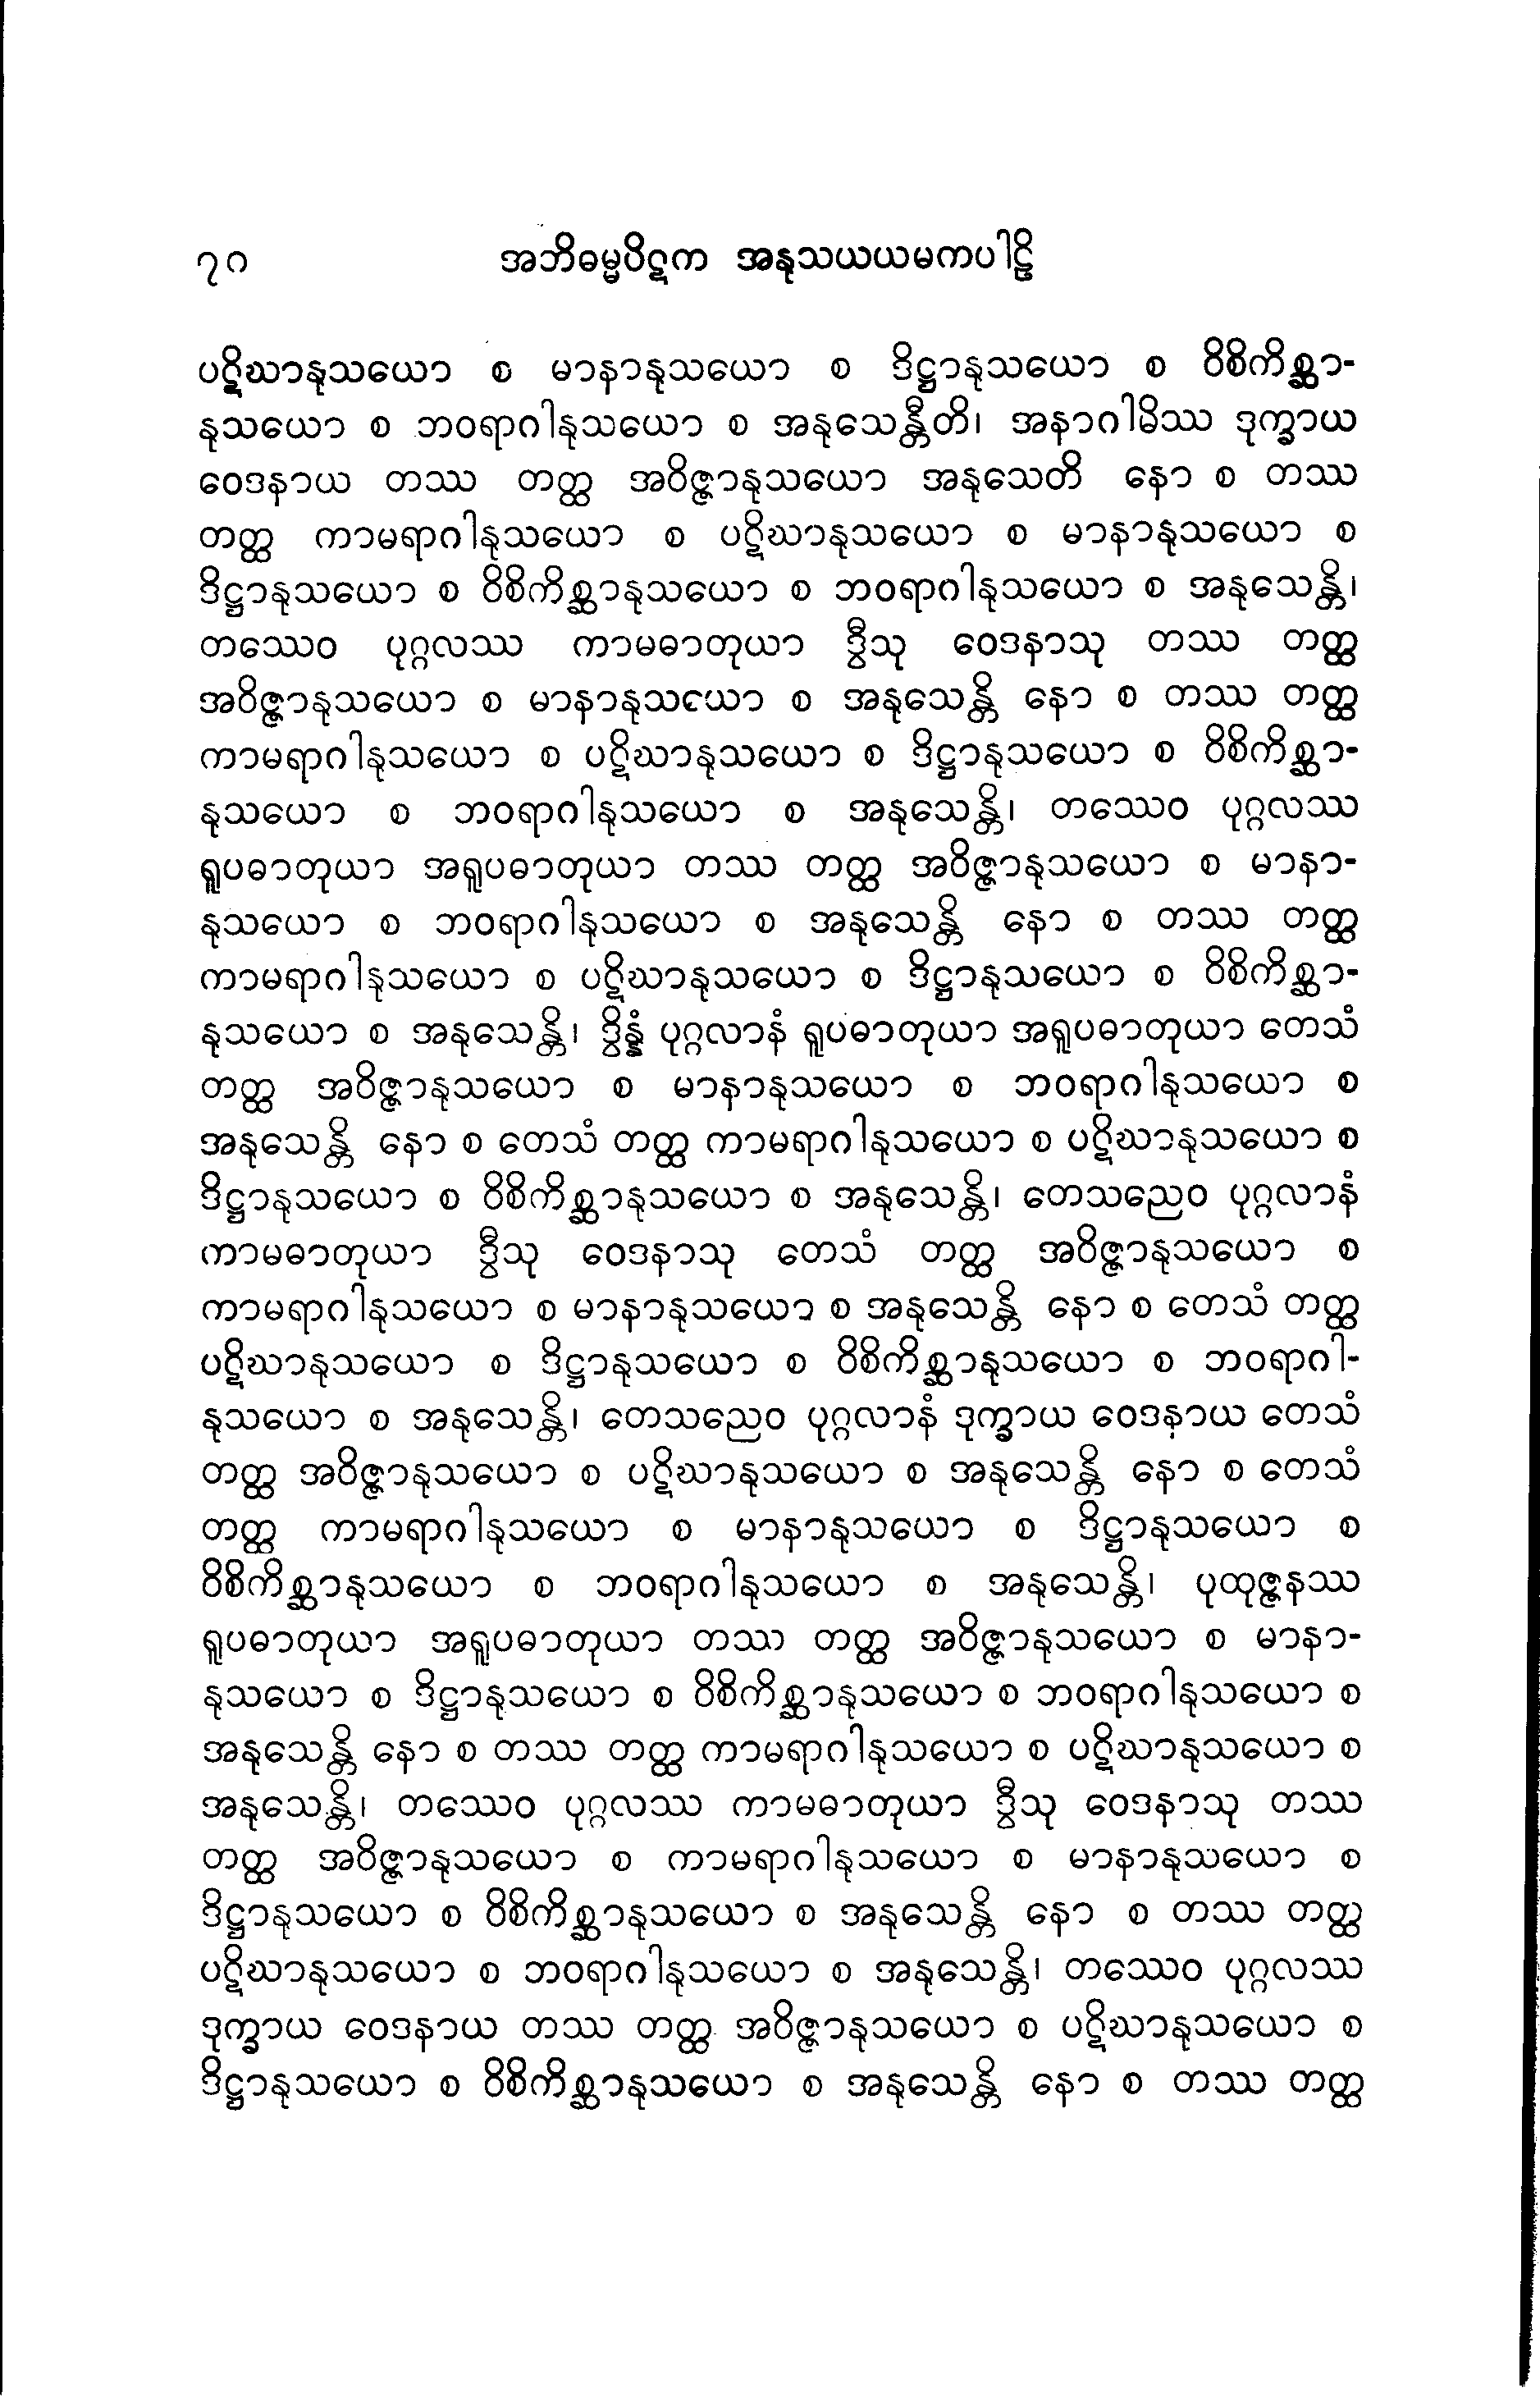 ၇၀ အဘိဓမ္မပိဋက အနုသယယမကပါဠိ
ပဋိဃာနုသယော စ မာနာနုသယော စ ဒိဋ္ဌာနုသယော စ ဝိစိကိစ္ဆာ-
နုသယော စ ဘဝရာဂါနုသယော စ အနုသေန္တီတိ၊ အနာဂါမိဿ ဒုက္ခာယ
ဝေဒနာယ တဿ တတ္ထ အဝိဇ္ဇာနုသယော အနုသေတိ နော စ တဿ
တတ္ထ ကာမရာဂါနုသယော စ ပဋိဃာနုသယော စ မာနာနုသယော စ
ဒိဋ္ဌာနုသယော စ ဝိစိကိစ္ဆာနုသယော စ ဘဝရာဂါနုသယော စ အနုသေန္တိ၊
တဿေဝ ပုဂ္ဂလဿ ကာမဓာတုယာ ဒွီသု ဝေဒနာသု တဿ တတ္ထ
အဝိဇ္ဇာနုသယော စ မာနာနုသယော စ အနုသေန္တိ နော စ တဿ တတ္ထ
ကာမရာဂါနုသယော စ ပဋိဃာနုသယော စ ဒိဋ္ဌာနုသယော စ ဝိစိကိစ္ဆာ-
နုသယော စ ဘဝရာဂါနုသယော စ အနုသေန္တိ၊ တဿေဝ ပုဂ္ဂလဿ
ရူပဓာတုယာ အရူပဓာတုယာ တဿ တတ္ထ အဝိဇ္ဇာနုသယော စ မာနာ-
နုသယော စ ဘဝရာဂါနုသယော စ အနုသေန္တိ နော စ တဿ တတ္ထ
ကာမရာဂါနုသယော စ ပဋိဃာနုသယော စ ဒိဋ္ဌာနုသယော စ ဝိစိကိစ္ဆာ-
နုသယော စ အနုသေန္တိ၊ ဒွိန္နံ ပုဂ္ဂလာနံ ရူပဓာတုယာ အရူပဓာတုယာ တေသံ
တတ္ထ အဝိဇ္ဇာနုသယော စ မာနာနုသယော စ ဘဝရာဂါနုသယော စ
အနုသေန္တိ နော စ တေသံ တတ္ထ ကာမရာဂါနုသယော စ ပဋိဃာနုသယော စ
ဒိဋ္ဌာနုသယော စ ဝိစိကိစ္ဆာနုသယော စ အနုသေန္တိ၊ တေသညေဝ ပုဂ္ဂလာနံ
ကာမဓာတုယာ ဒွီသု ဝေဒနာသု တေသံ တတ္ထ အဝိဇ္ဇာနုသယော စ
ကာမရာဂါနုသယော စ မာနာနုသယော စ အနုသေန္တိ နော စ တေသံ တတ္ထ
ပဋိဃာနုသယော စ ဒိဋ္ဌာနုသယော စ ဝိစိကိစ္ဆာနုသယော စ ဘဝရာဂါ-
နုသယော စ အနုသေန္တိ၊ တေသညေဝ ပုဂ္ဂလာနံ ဒုက္ခာယ ဝေဒနာယ တေသံ
တတ္ထ အဝိဇ္ဇာနုသယော စ ပဋိဃာနုသယော စ အနုသေန္တိ နော စ တေသံ
တတ္ထ ကာမရာဂါနုသယော စ မာနာနုသယော စ ဒိဋ္ဌာနုသယော စ
ဝိစိကိစ္ဆာနုသယော စ ဘဝရာဂါနုသယော စ အနုသေန္တိ၊ ပုထုဇ္ဇနဿ
ရူပဓာတုယာ အရူပဓာတုယာ တဿ တတ္ထ အဝိဇ္ဇာနုသယော စ မာနာ-
နုသယော စ ဒိဋ္ဌာနုသယော စ ဝိစိကိစ္ဆာနုသယော စ ဘဝရာဂါနုသယော စ
အနုသေန္တိ နော စ တဿ တတ္ထ ကာမရာဂါနုသယော စ ပဋိဃာနုသယော စ
အနုသေန္တိ၊ တဿေဝ ပုဂ္ဂလဿ ကာမဓာတုယာ ဒွီသု ဝေဒနာသု တဿ
တတ္ထ အဝိဇ္ဇာနုသယော စ ကာမရာဂါနုသယော စ မာနာနုသယော စ
ဒိဋ္ဌာနုသယော စ ဝိစိကိစ္ဆာနုသယော စ အနုသေန္တိ နော စ တဿ တတ္ထ
ပဋိဃာနုသယော စ ဘဝရာဂါနုသယော စ အနုသေန္တိ၊ တဿေဝ ပုဂ္ဂလဿ
ဒုက္ခာယ ဝေဒနာယ တဿ တတ္ထ အဝိဇ္ဇာနုသယော စ ပဋိဃာနုသယော စ
ဒိဋ္ဌာနုသယော စ ဝိစိကိစ္ဆာနုသယော စ အနုသေန္တိ နော စ တဿ တတ္ထ